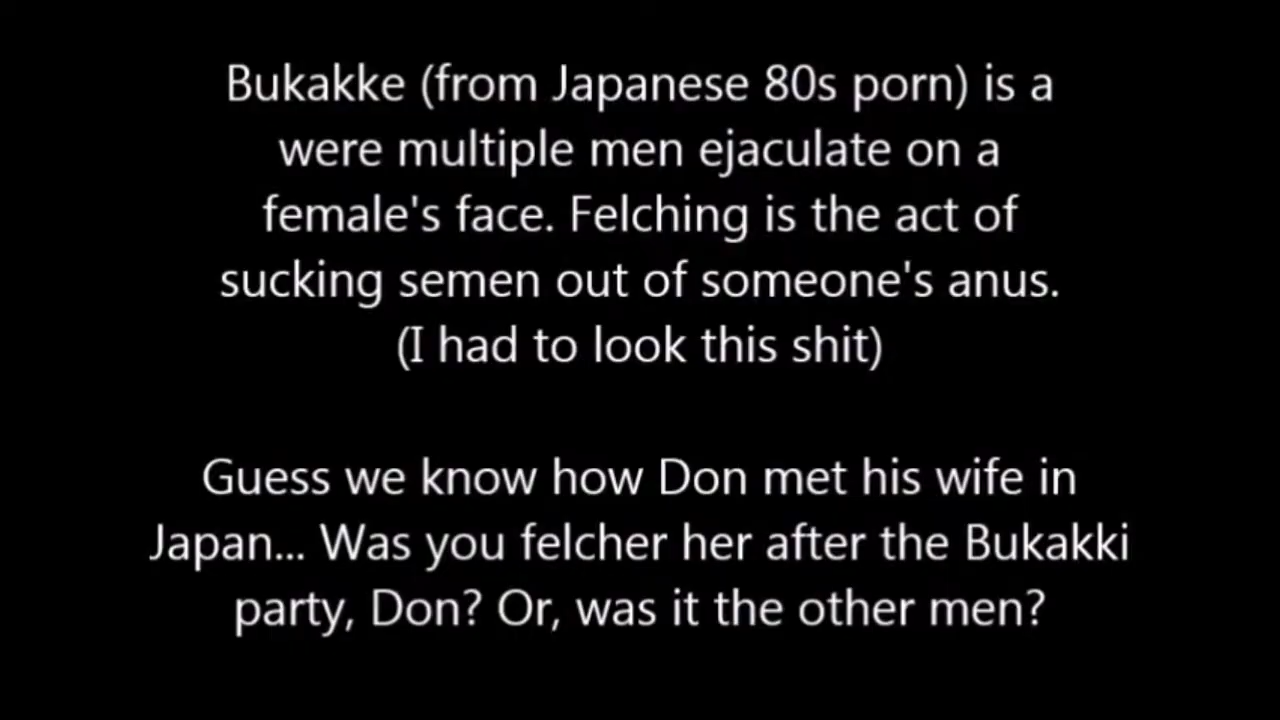 Bukakke (from Japanese 80s porn) is a
were multiple men ejaculate on a
female's face. Felching is the act of
sucking semen out of someone's anus.
(I had to look this shit)
Guess we know how Don met his wife in
Japan... Was you felcher her after the Bukakki
party, Don? Or, was it the other men?